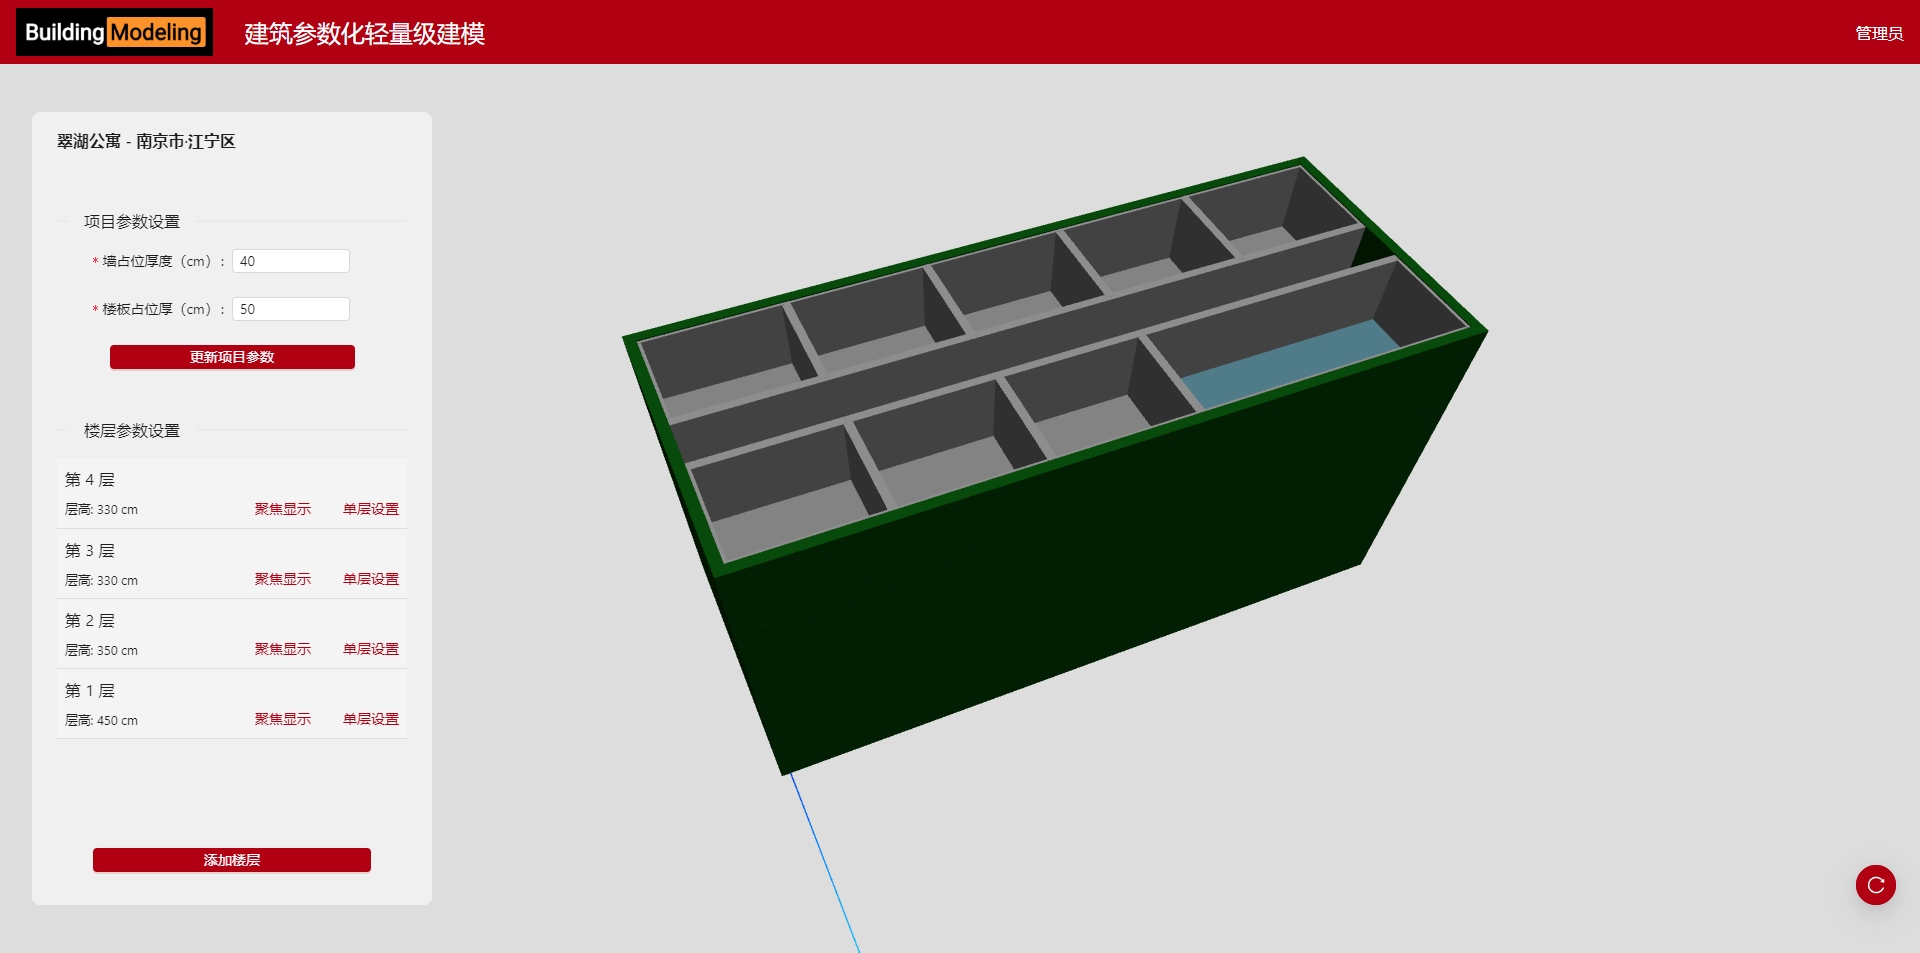 BuildingModeling
建筑参数化轻量级建模
管理员
翠湖公寓 - 南京市·江宁区
项目参数设置
* 墙占位厚度（cm）: 40
* 楼板占位厚（cm）: 50
更新项目参数
楼层参数设置
第 4 层
层高: 330 cm 聚焦显示 单层设置
第 3 层
层高: 330 cm 聚焦显示 单层设置
第 2 层
层高: 350 cm 聚焦显示 单层设置
第 1 层
层高: 450 cm 聚焦显示 单层设置
添加楼层